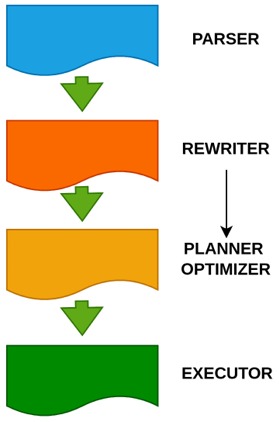 PARSER
REWRITER
PLANNER
OPTIMIZER
EXECUTOR